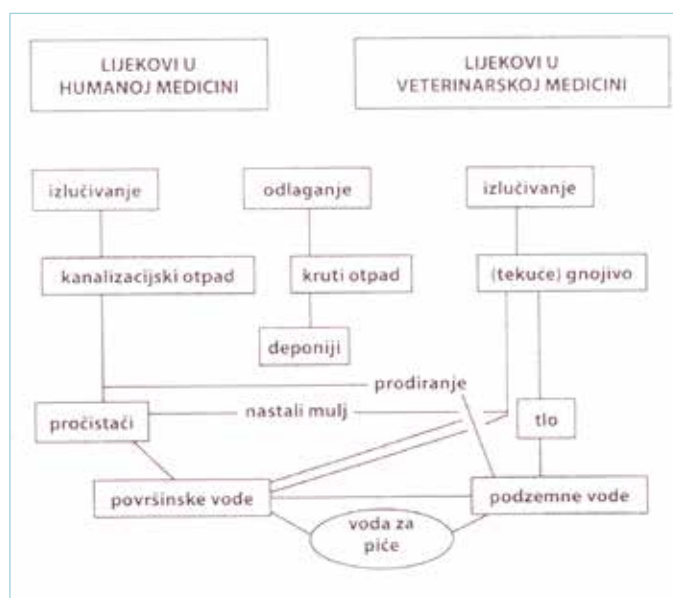 LIJEKOVI U
HUMANOJ MEDICINI
LIJEKOVI U
VETERINARSKOJ MEDICINI
izlučivanje
odlaganje
izlučivanje
kanalizacijski otpad
kruti otpad
(tekuće) gnojivo
deponiji
prodiranje
pročistači
nastali mulj
tlo
površinske vode
podzemne vode
voda za
piće